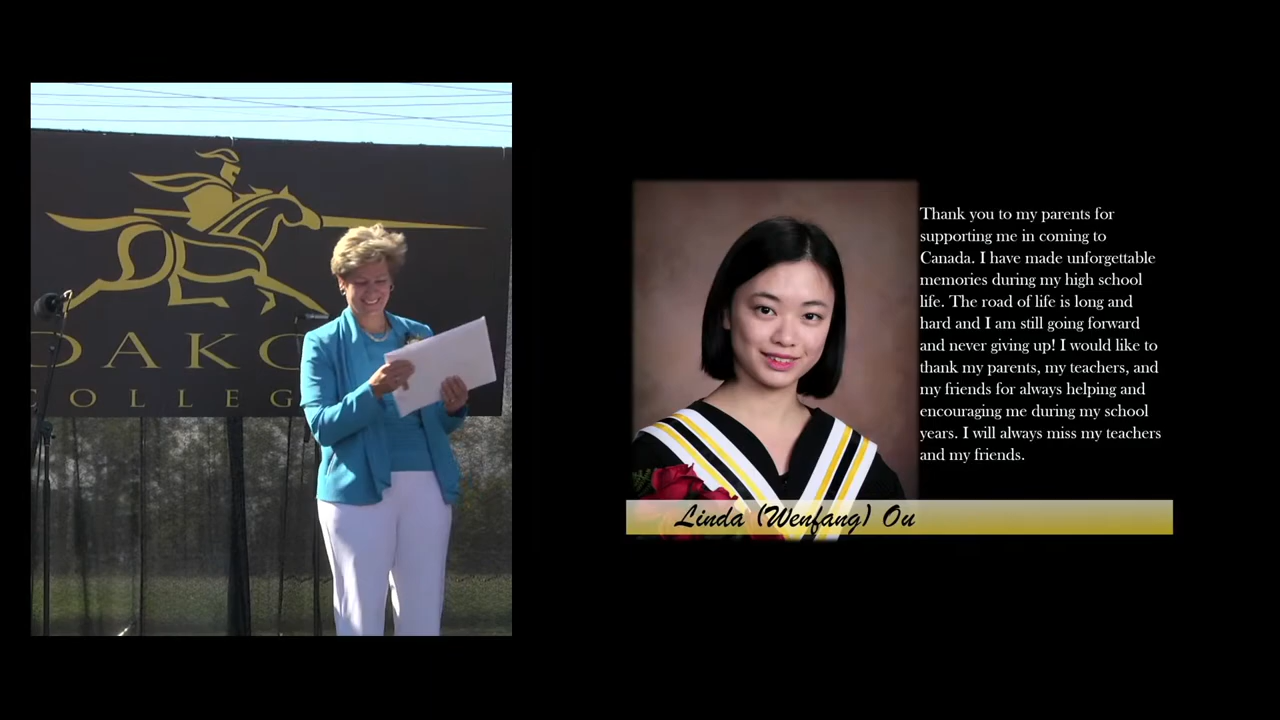 OAKC
COLLEG
Thank you to my parents for
supporting me in coming to
Canada. I have made unforgettable
memories during my high school
life. The road of life is long and
hard and I am still going forward
and never giving up! I would like to
thank my parents, my teachers, and
my friends for always helping and
encouraging me during my school
years. I will always miss my teachers
and my friends.
Linda (Wenfang) Ou